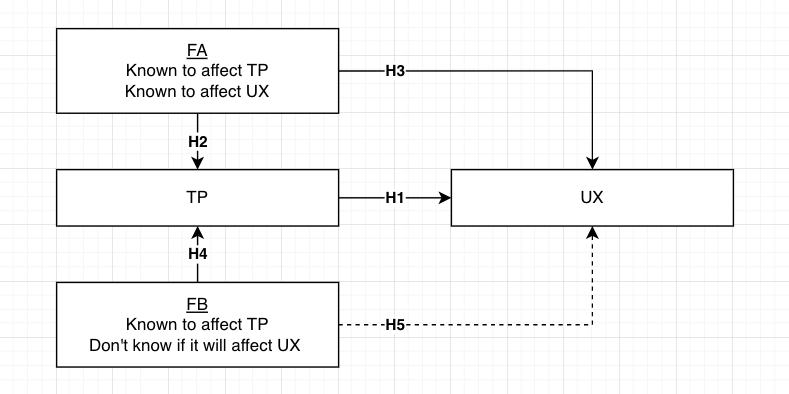 FA
Known to affect TP
Known to affect UX
H3
H2
TP
H1
UX
H4
FB
Known to affect TP
Don't know if it will affect UX
H5